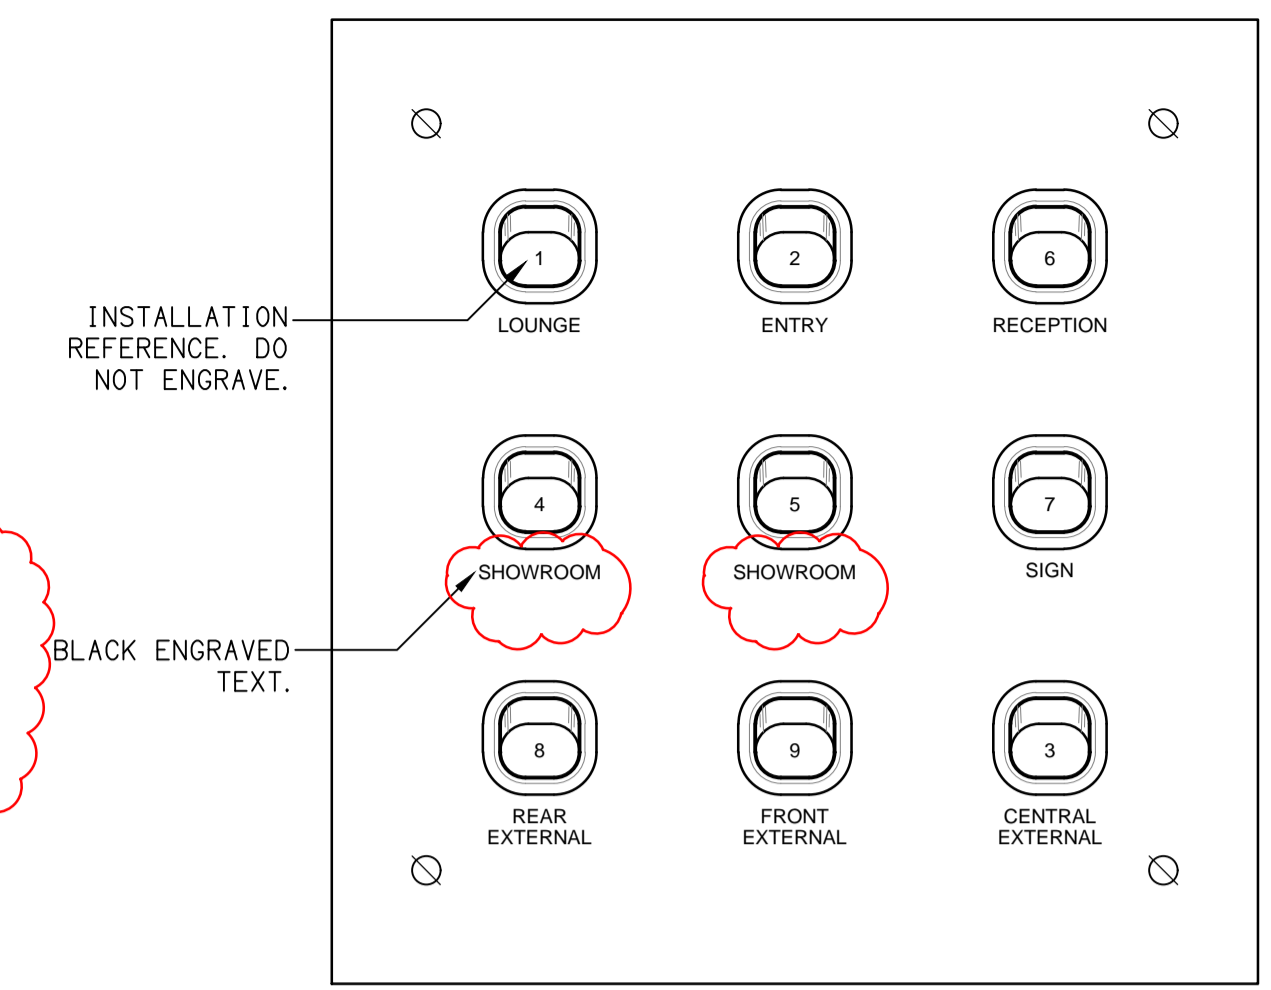 1
2
6
LOUNGE
ENTRY
RECEPTION
INSTALLATION
REFERENCE. DO
NOT ENGRAVE.
4
5
7
SHOWROOM
SHOWROOM
SIGN
BLACK ENGRAVED
TEXT.
8
9
3
REAR
EXTERNAL
FRONT
EXTERNAL
CENTRAL
EXTERNAL